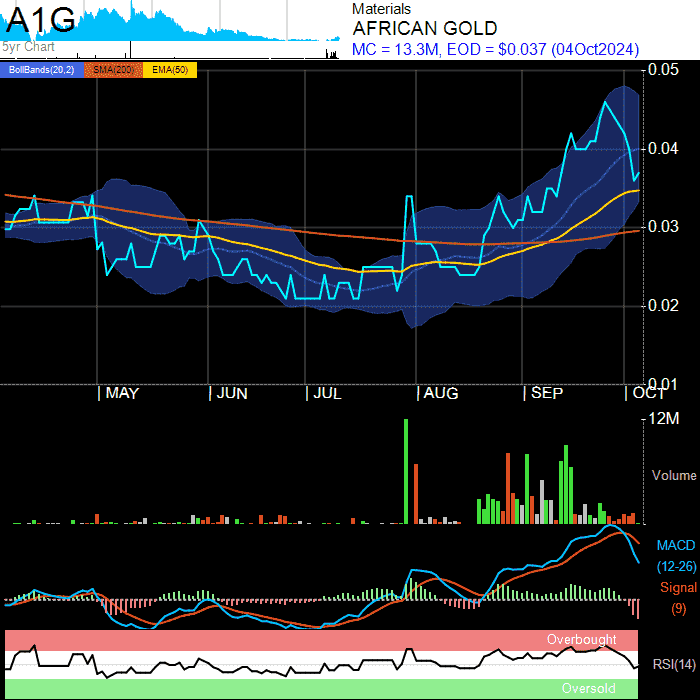 A1G
5yr Chart
Materials
AFRICAN GOLD
MC = 13.3M, EOD = $0.037 (04Oct2024)
BollBands(20,2) SMA(200) EMA(50)
0.05
0.04
0.03
0.02
0.01
MAY JUN JUL AUG SEP OCT
12M
Volume
MACD
(12-26)
Signal
(9)
Overbought
RSI(14)
Oversold